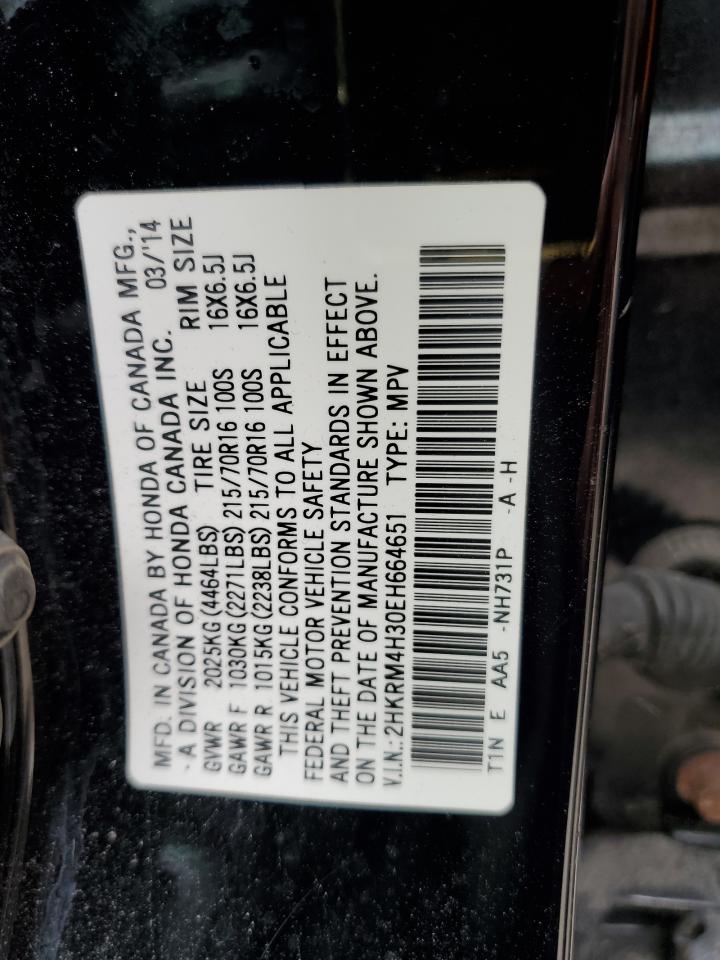 MFD. IN CANADA BY HONDA OF CANADA MFG.,
- A DIVISION OF HONDA CANADA INC. 03/'14
GVWR 2025KG(4464LBS) TIRE SIZE RIM SIZE
GAWR F 1030KG(2271LBS) 215/70R16 100S 16X6.5J
GAWR R 1015KG(2238LBS) 215/70R16 100S 16X6.5J
THIS VEHICLE CONFORMS TO ALL APPLICABLE
FEDERAL MOTOR VEHICLE SAFETY
AND THEFT PREVENTION STANDARDS IN EFFECT
ON THE DATE OF MANUFACTURE SHOWN ABOVE.
V.I.N.:2HKRM4H30EH664651 TYPE: MPV
T1N E AA5 -NH731P -A -H